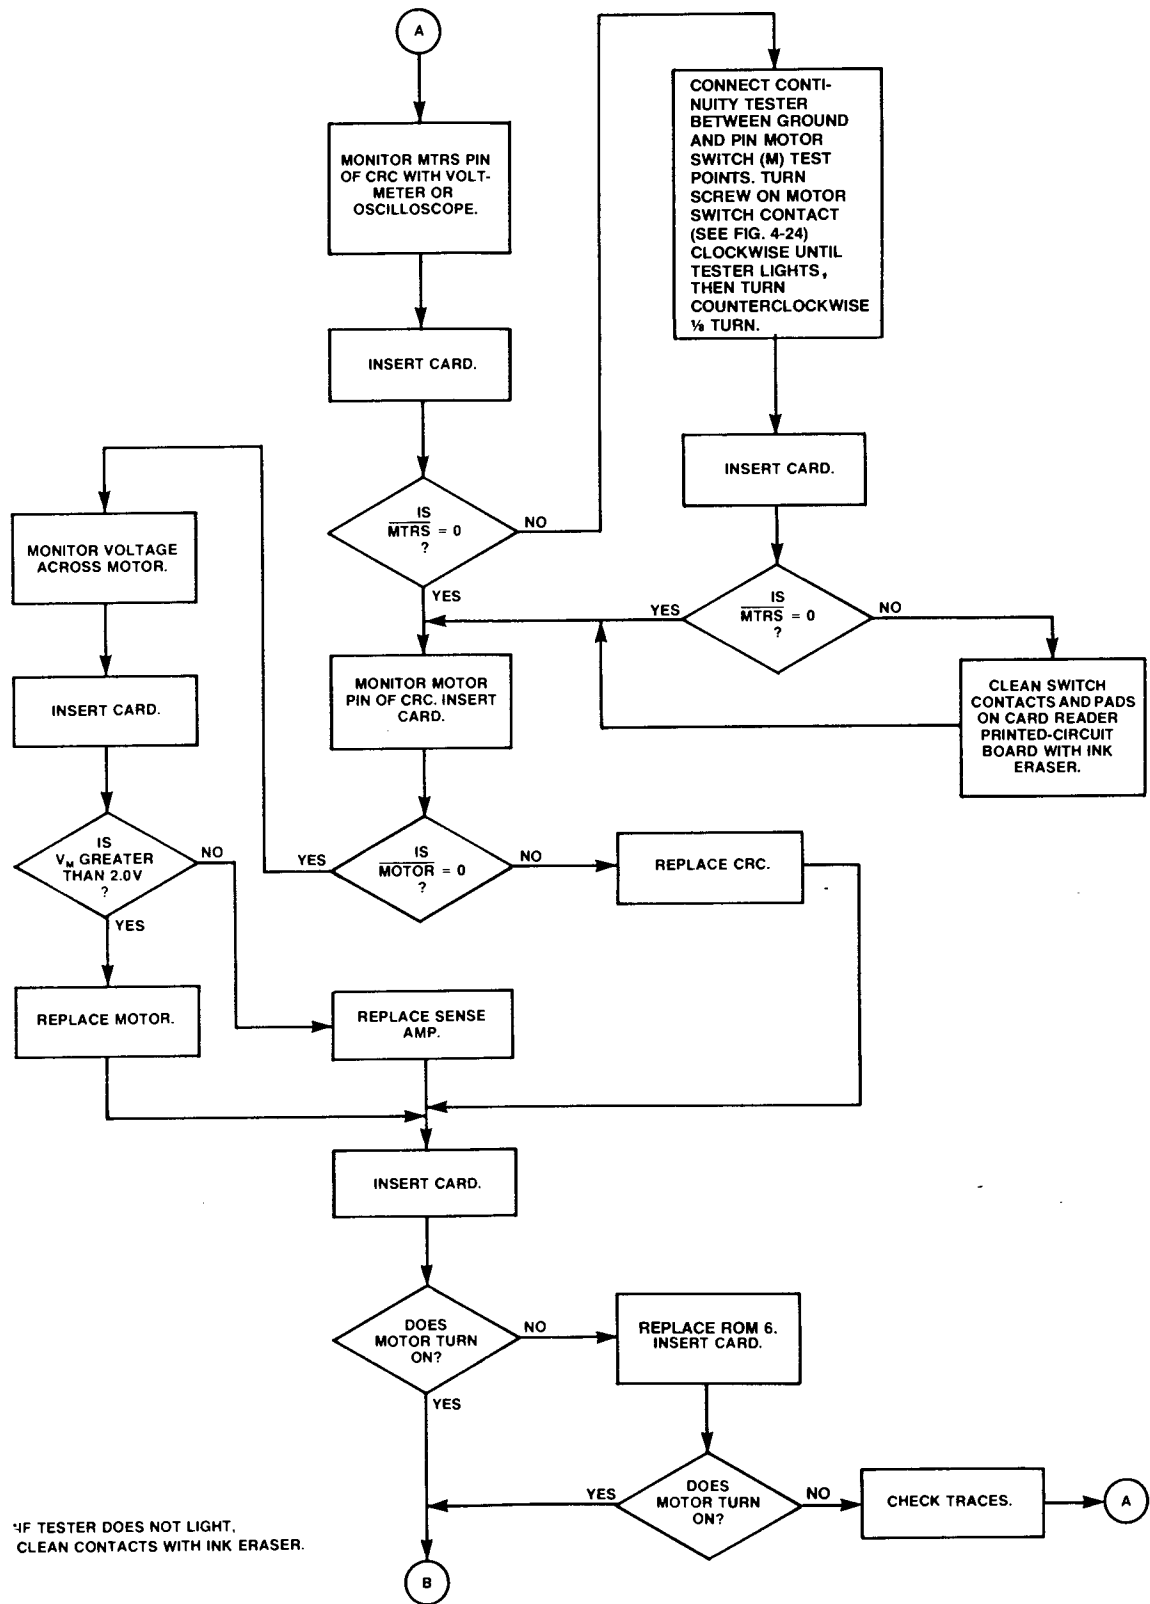 A
MONITOR MTRS PIN
OF CRC WITH VOLT-
METER OR
OSCILLOSCOPE.
INSERT CARD.
IS
MTRS = 0
?
NO
YES
CONNECT CONTI-
NUITY TESTER
BETWEEN GROUND
AND PIN MOTOR
SWITCH (M) TEST
POINTS. TURN
SCREW ON MOTOR
SWITCH CONTACT
(SEE FIG. 4-24)
CLOCKWISE UNTIL
TESTER LIGHTS,
THEN TURN
COUNTERCLOCKWISE
⅛ TURN.
INSERT CARD.
IS
MTRS = 0
?
YES
NO
CLEAN SWITCH
CONTACTS AND PADS
ON CARD READER
PRINTED-CIRCUIT
BOARD WITH INK
ERASER.
MONITOR MOTOR
PIN OF CRC. INSERT
CARD.
IS
MOTOR = 0
?
YES
NO
REPLACE CRC.
MONITOR VOLTAGE
ACROSS MOTOR.
INSERT CARD.
IS
VM GREATER
THAN 2.0V
?
NO
YES
REPLACE MOTOR.
REPLACE SENSE
AMP.
INSERT CARD.
DOES
MOTOR TURN
ON?
NO
YES
REPLACE ROM 6.
INSERT CARD.
DOES
MOTOR TURN
ON?
YES
NO
CHECK TRACES.
A
B
*IF TESTER DOES NOT LIGHT,
CLEAN CONTACTS WITH INK ERASER.